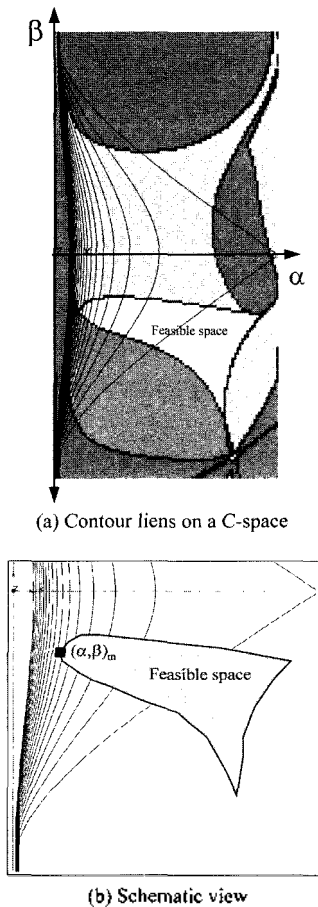 β
α
Feasible space
(a) Contour liens on a C-space
(α,β)m
Feasible space
(b) Schematic view